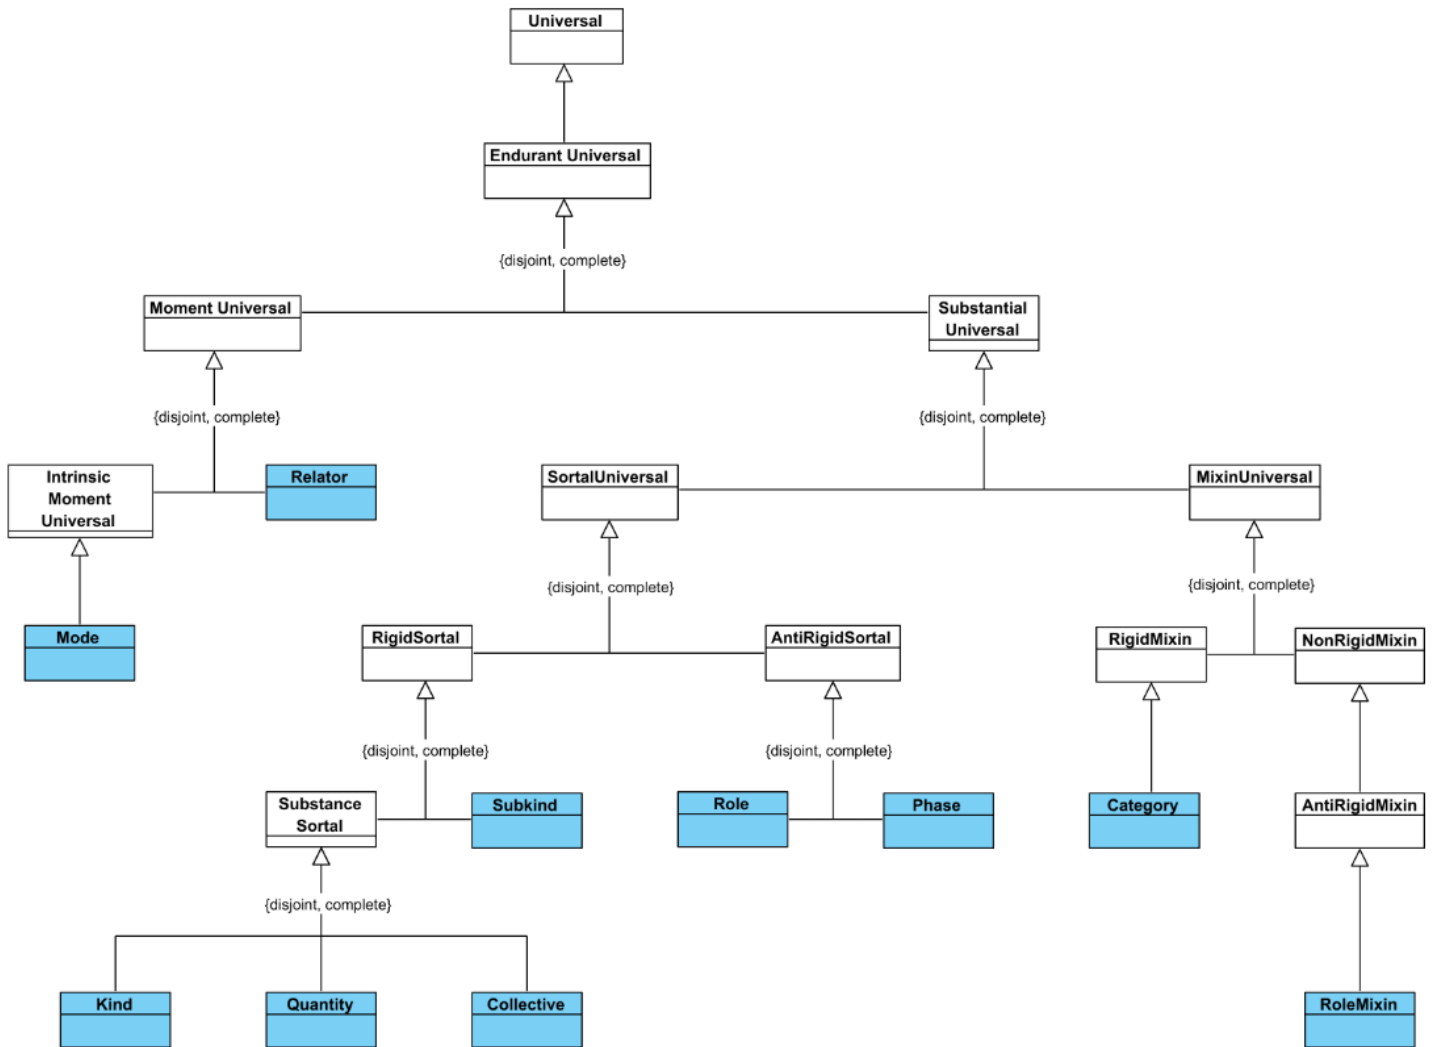 Universal
Endurant Universal
{disjoint, complete}
Moment Universal
Substantial
Universal
{disjoint, complete}
{disjoint, complete}
Intrinsic
Moment
Universal
Relator
SortalUniversal
MixinUniversal
{disjoint, complete}
{disjoint, complete}
Mode
RigidSortal
AntiRigidSortal
RigidMixin
NonRigidMixin
{disjoint, complete}
{disjoint, complete}
Substance
Sortal
Subkind
Role
Phase
Category
AntiRigidMixin
{disjoint, complete}
Kind
Quantity
Collective
RoleMixin